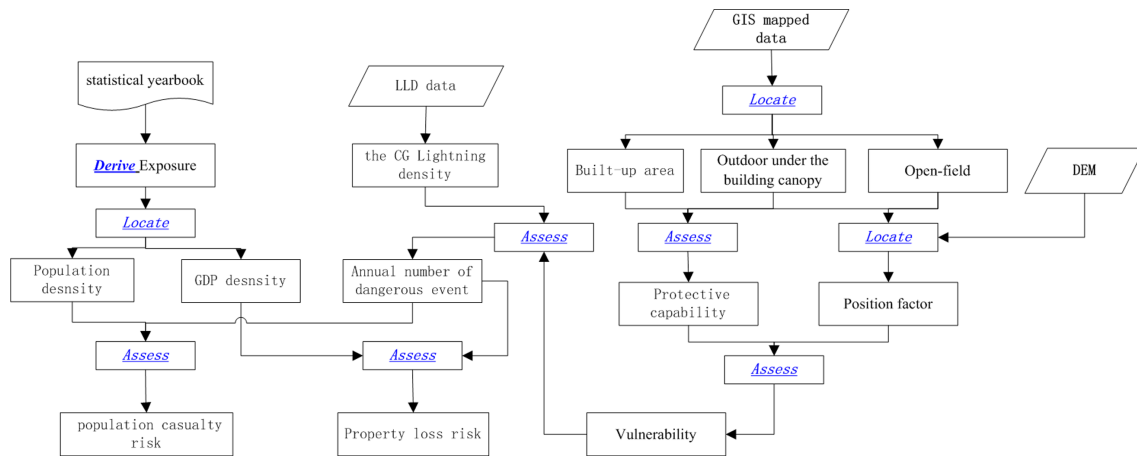 GIS mapped
data
statistical yearbook
LLD data
Locate
Derive Exposure
the CG Lightning
density
Built-up area
Outdoor under the
building canopy
Open-field
DEM
Locate
Assess
Assess
Locate
Population
desnsity
GDP desnsity
Annual number of
dangerous event
Protective
capability
Position factor
Assess
Assess
Assess
population casualty
risk
Property loss risk
Vulnerability